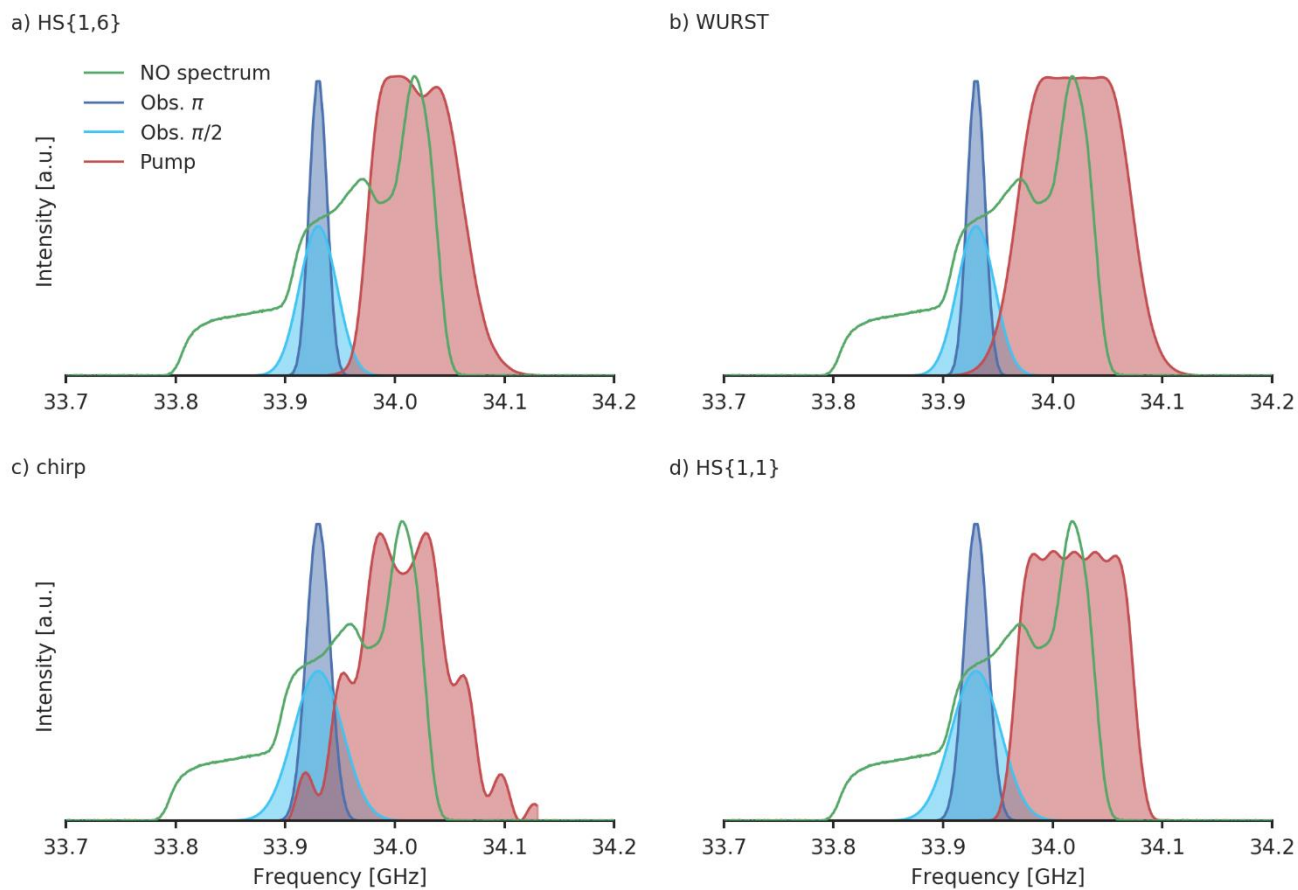 a) HS{1,6}
NO spectrum
Obs. π
Obs. π/2
Pump
Intensity [a.u.]
33.7 33.8 33.9 34.0 34.1 34.2
b) WURST
33.7 33.8 33.9 34.0 34.1 34.2
c) chirp
Intensity [a.u.]
33.7 33.8 33.9 34.0 34.1 34.2
Frequency [GHz]
d) HS{1,1}
33.7 33.8 33.9 34.0 34.1 34.2
Frequency [GHz]